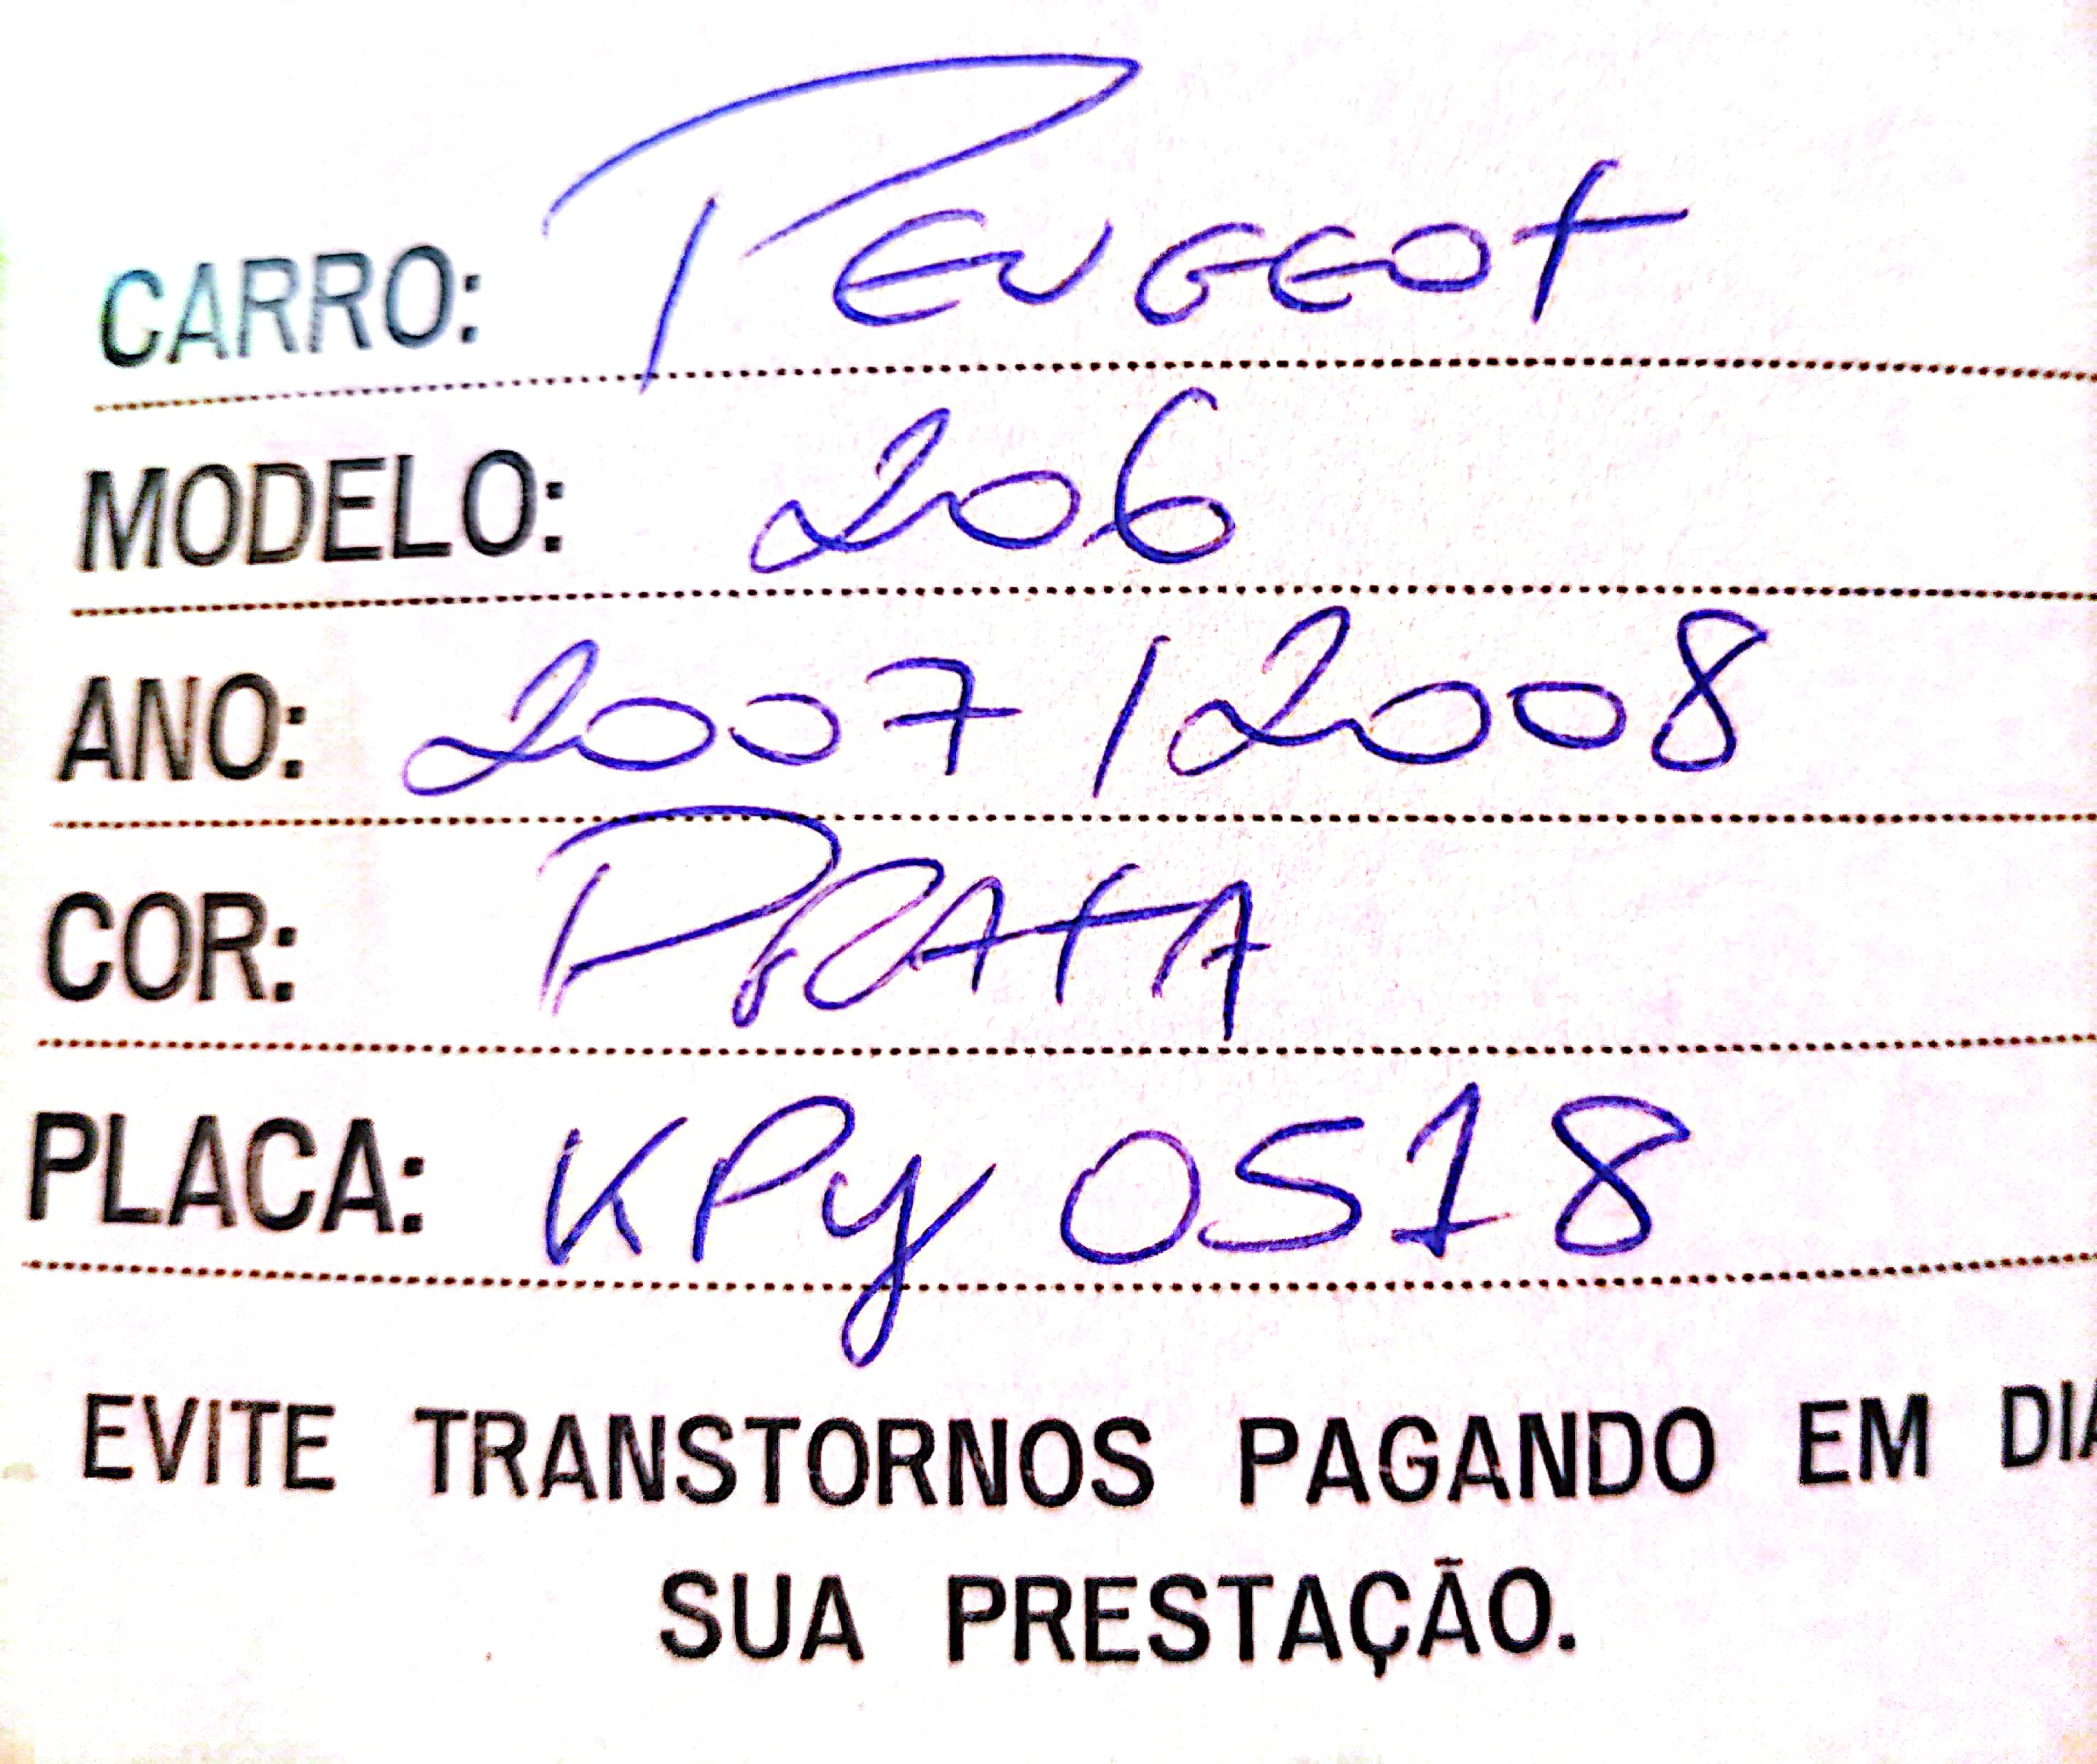 CARRO: PEUGEOT
MODELO: 206
ANO: 2007/2008
COR: PRATA
PLACA: KPY 0518
EVITE TRANSTORNOS PAGANDO EM DIA
SUA PRESTAÇÃO.